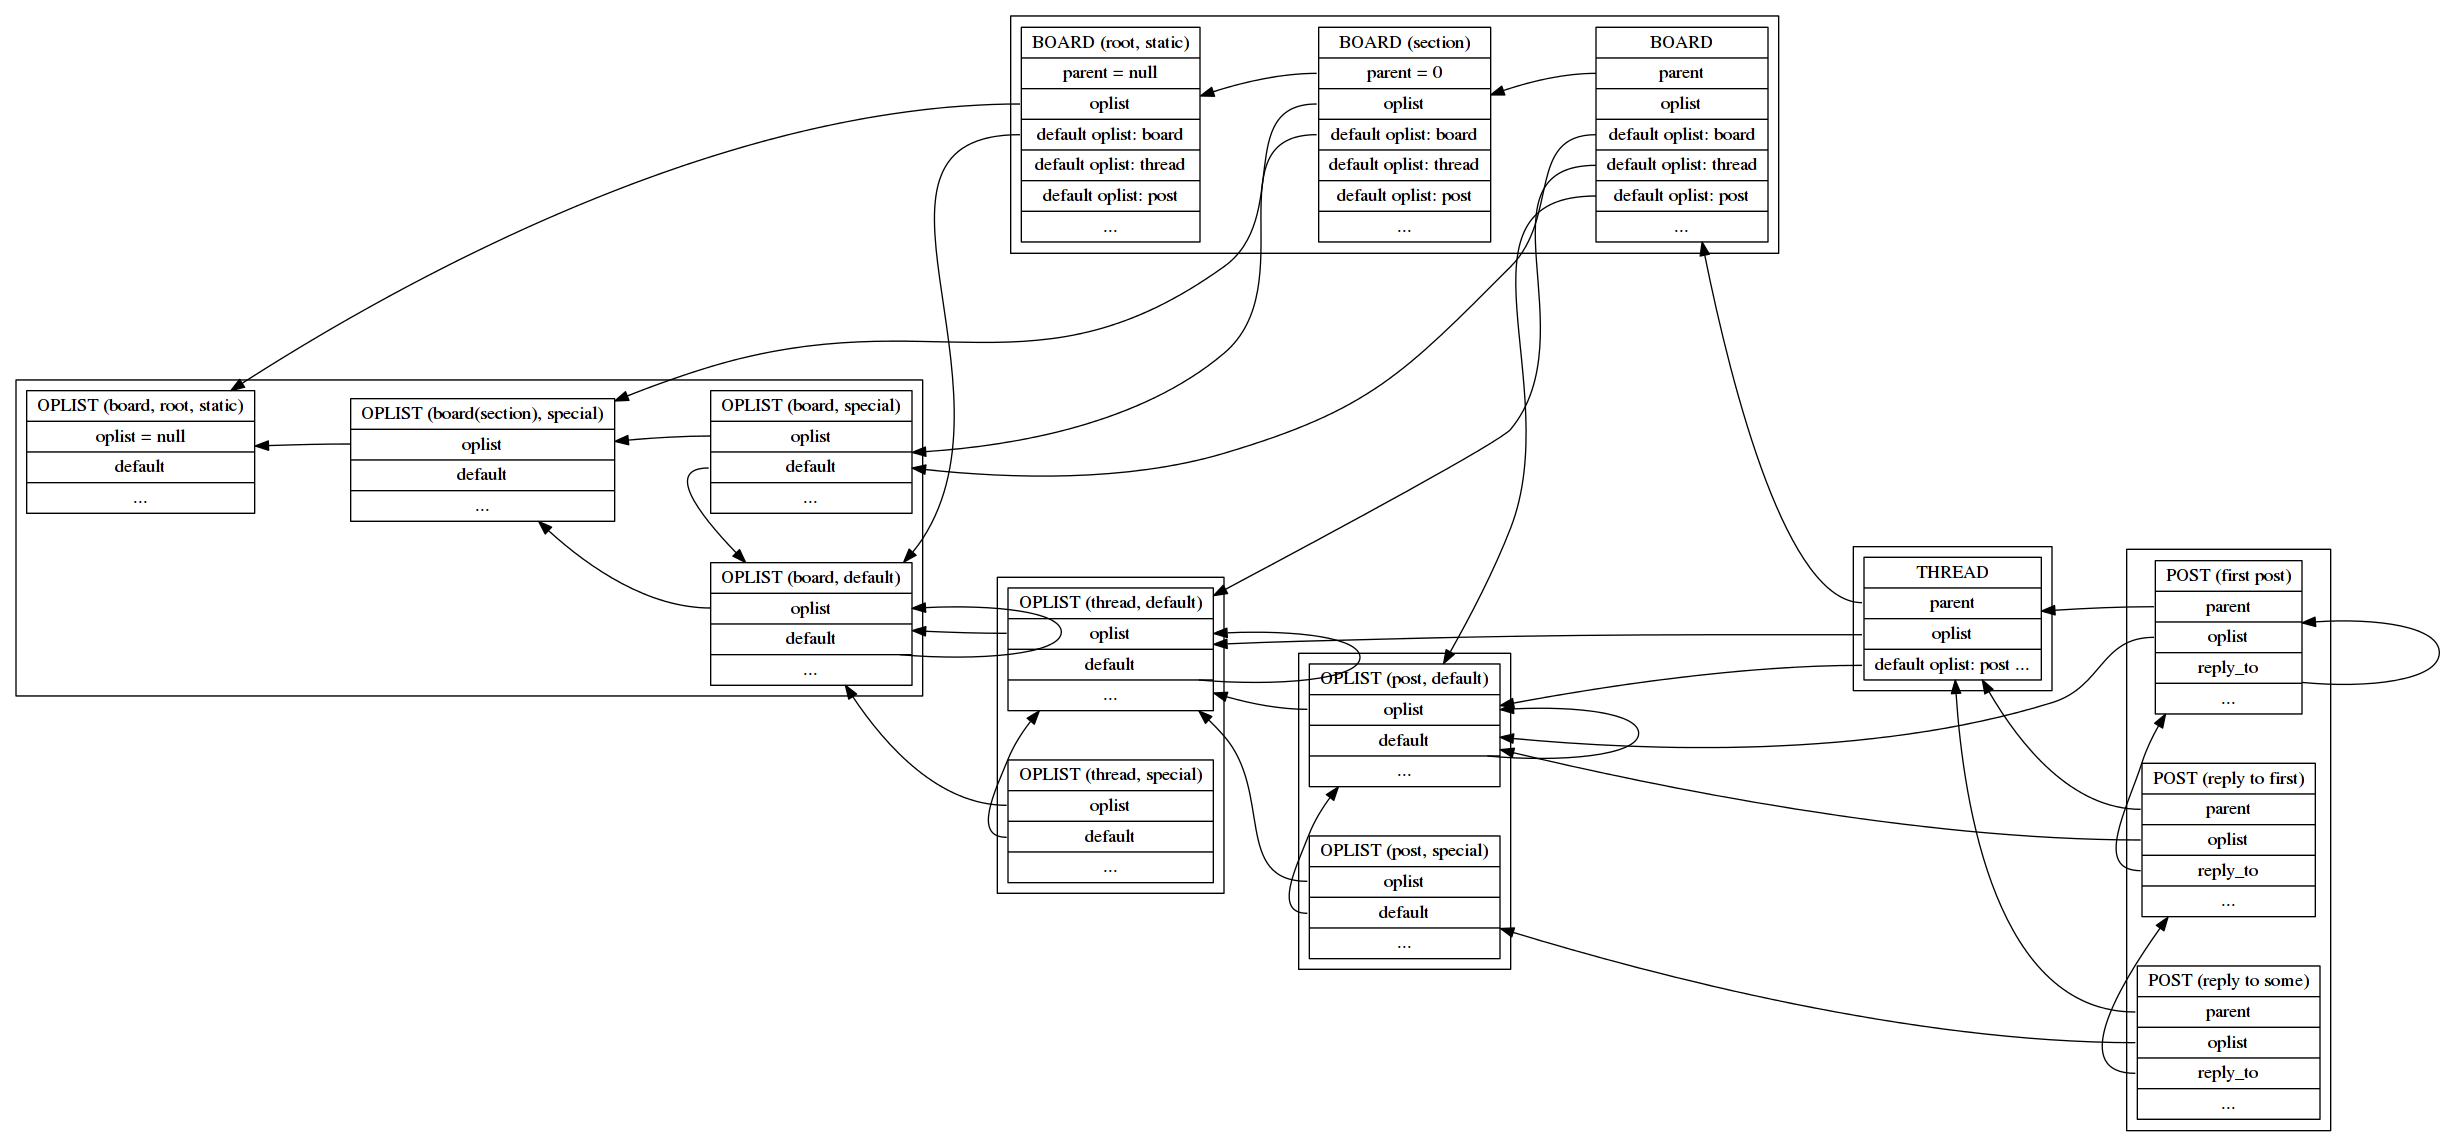 BOARD (root, static)
parent = null
oplist
default oplist: board
default oplist: thread
default oplist: post
...
BOARD (section)
parent = 0
oplist
default oplist: board
default oplist: thread
default oplist: post
...
BOARD
parent
oplist
default oplist: board
default oplist: thread
default oplist: post
...
OPLIST (board, root, static)
oplist = null
default
...
OPLIST (board(section), special)
oplist
default
...
OPLIST (board, special)
oplist
default
...
OPLIST (board, default)
oplist
default
...
OPLIST (thread, default)
oplist
default
...
OPLIST (thread, special)
oplist
default
...
OPLIST (post, default)
oplist
default
...
OPLIST (post, special)
oplist
default
...
THREAD
parent
oplist
default oplist: post ...
POST (first post)
parent
oplist
reply_to
...
POST (reply to first)
parent
oplist
reply_to
...
POST (reply to some)
parent
oplist
reply_to
...